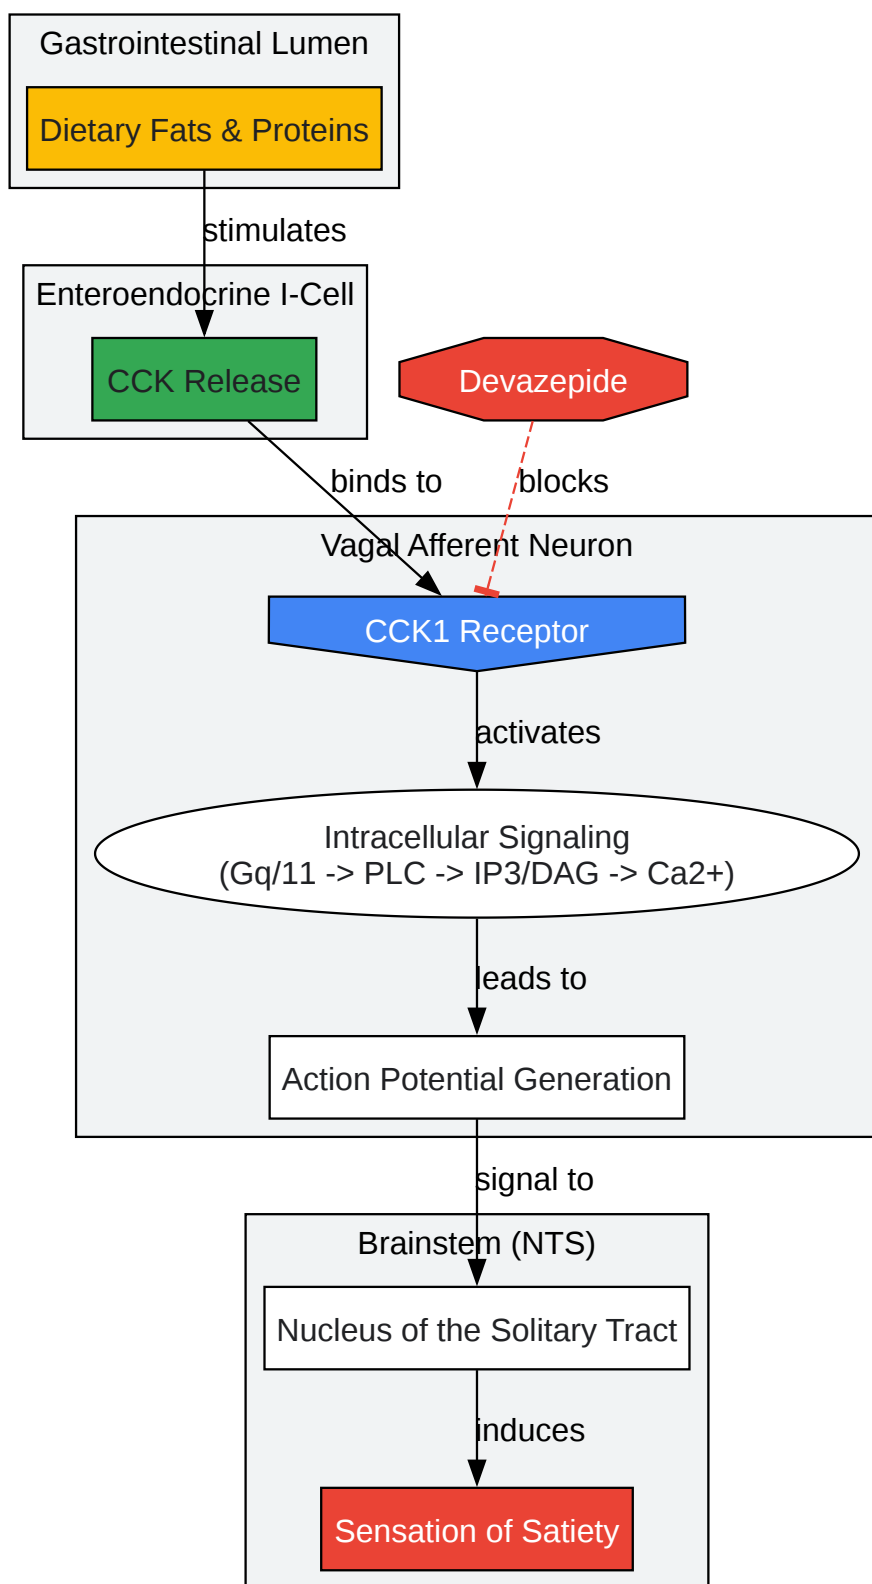 Gastrointestinal Lumen
Dietary Fats & Proteins
stimulates
Enteroendocrine I-Cell
CCK Release
Devazepide
binds to
blocks
Vagal Afferent Neuron
CCK1 Receptor
activates
Intracellular Signaling
(Gq/11 -> PLC -> IP3/DAG -> Ca2+)
leads to
Action Potential Generation
signal to
Brainstem (NTS)
Nucleus of the Solitary Tract
induces
Sensation of Satiety